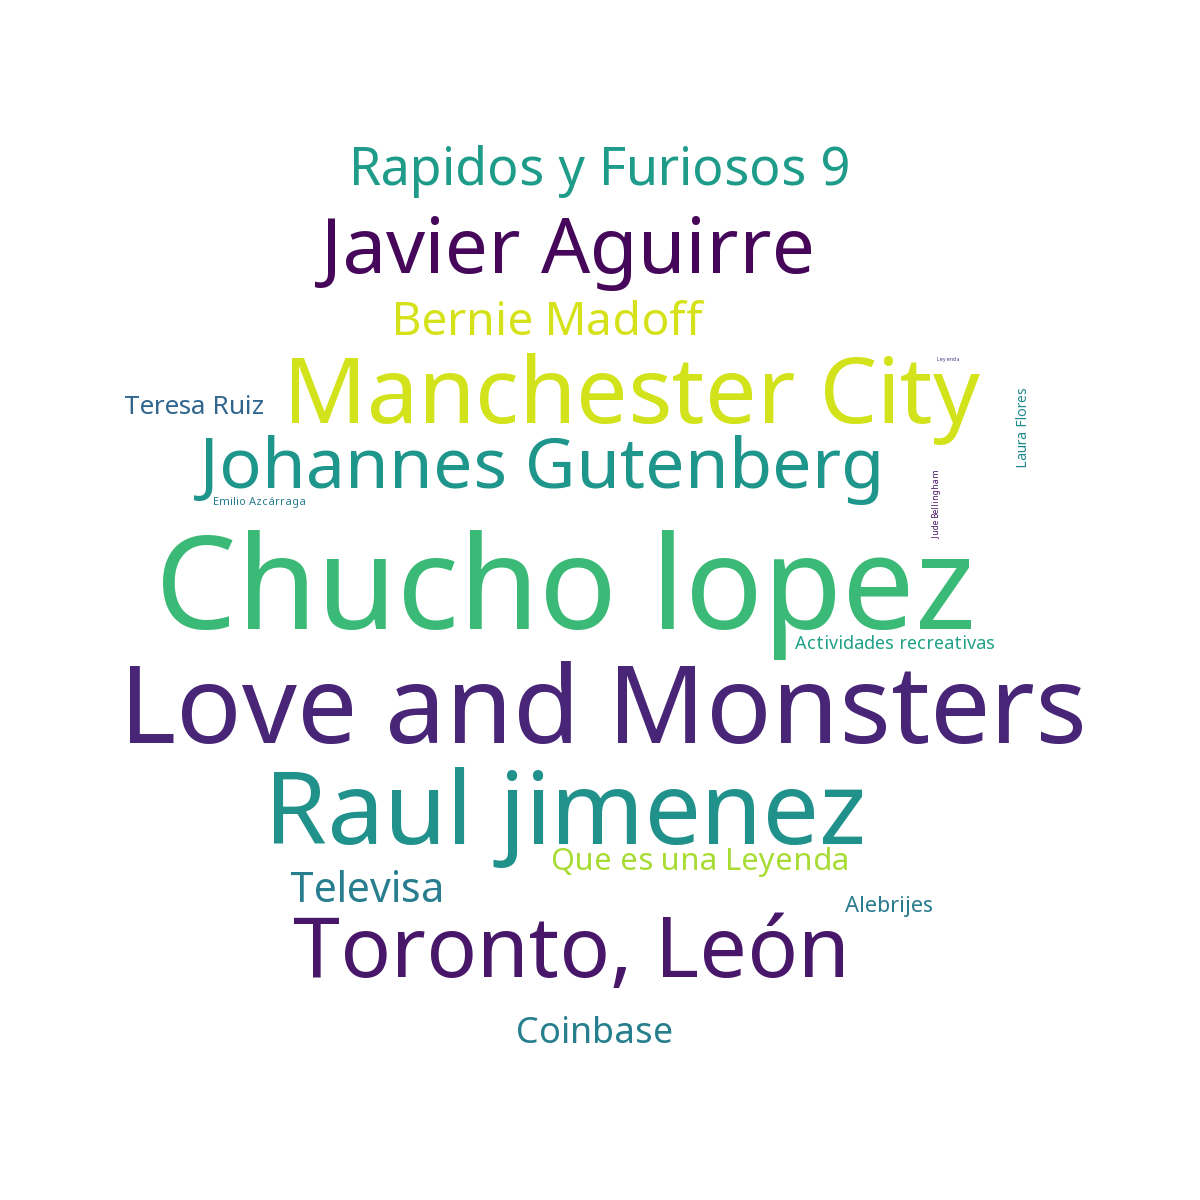 Rapidos y Furiosos 9
Javier Aguirre
Bernie Madoff
Manchester City
Leyenda
Teresa Ruiz
Laura Flores
Johannes Gutenberg
Emilio Azcárraga
Jude Bellingham
Chucho lopez
Actividades recreativas
Love and Monsters
Raul jimenez
Que es una Leyenda
Televisa
Alebrijes
Toronto, León
Coinbase